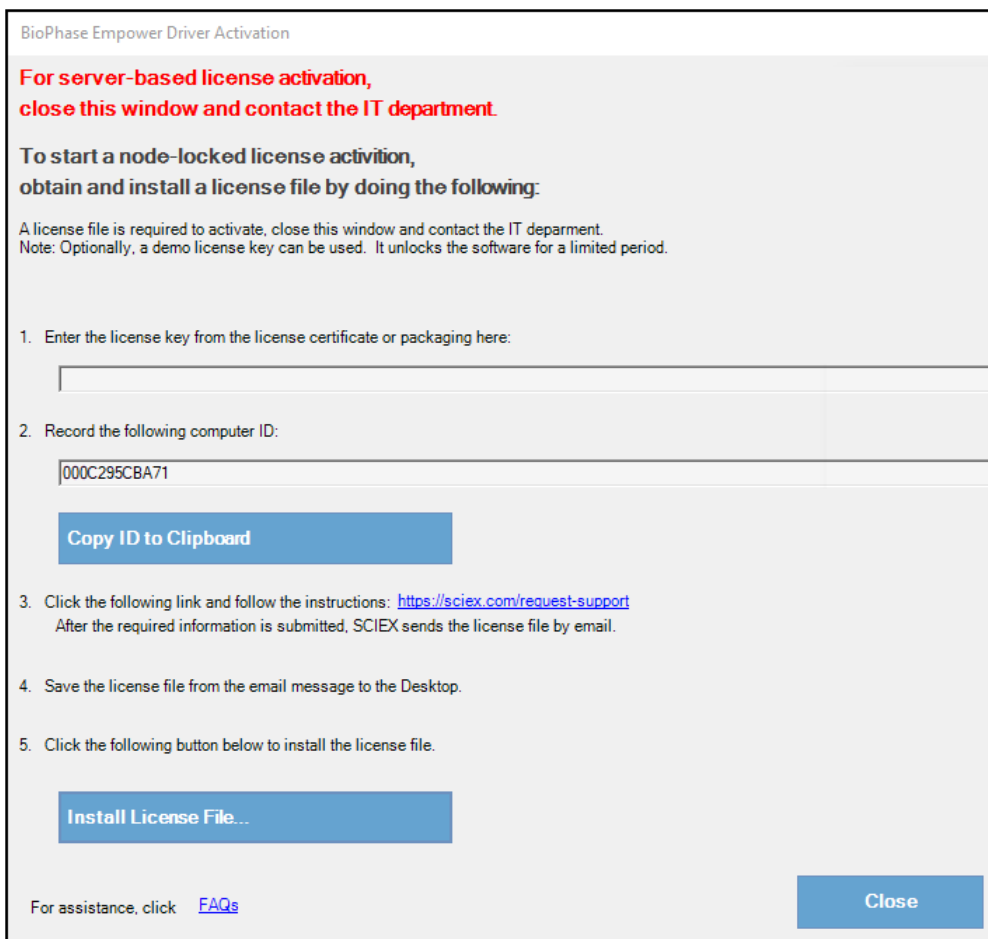 BioPhase Empower Driver Activation
For server-based license activation,
close this window and contact the IT department.
To start a node-locked license activition,
obtain and install a license file by doing the following:
A license file is required to activate, close this window and contact the IT deparment.
Note: Optionally, a demo license key can be used. It unlocks the software for a limited period.
1. Enter the license key from the license certificate or packaging here:
2. Record the following computer ID:
000C295CBA71
Copy ID to Clipboard
3. Click the following link and follow the instructions: https://sciex.com/request-support
After the required information is submitted, SCIEX sends the license file by email.
4. Save the license file from the email message to the Desktop.
5. Click the following button below to install the license file.
Install License File...
For assistance, click FAQs
Close